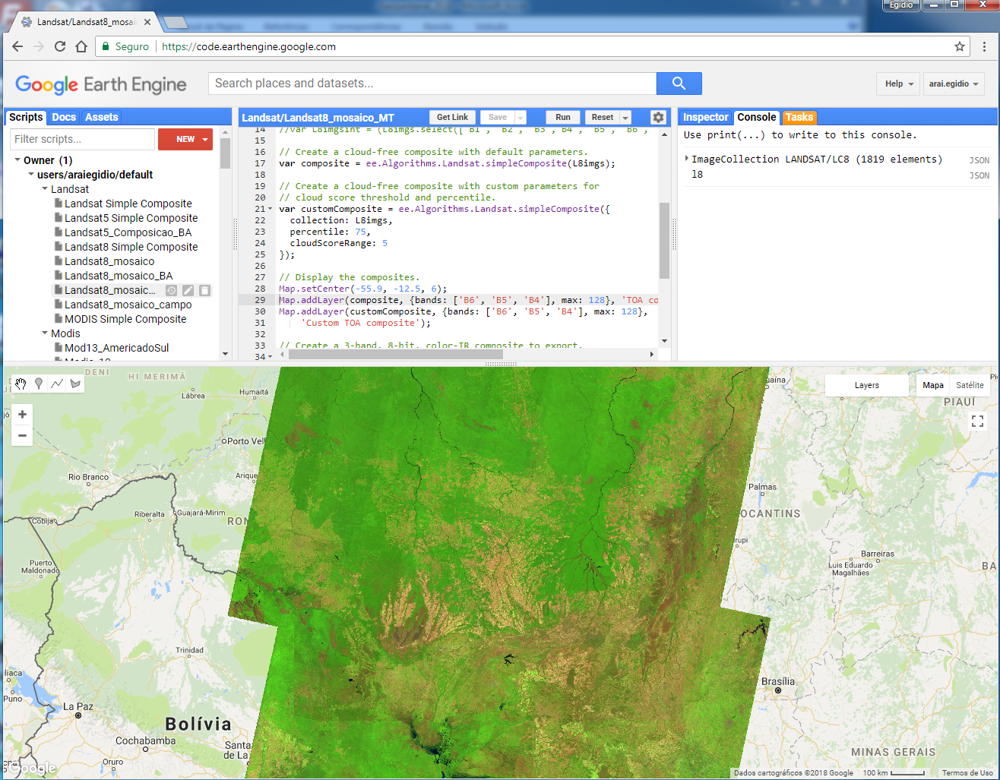 Egidio
Landsat/Landsat8_mosai
Seguro https://code.earthengine.google.com
Google Earth Engine
Search places and datasets...
Help
arai.egidio
Scripts Docs Assets
Filter scripts...
NEW
Owner (1)
users/araiegidio/default
Landsat
Landsat Simple Composite
Landsat5 Simple Composite
Landsat5_Composicao_BA
Landsat8 Simple Composite
Landsat8_mosaico
Landsat8_mosaico_BA
Landsat8_mosaic...
Landsat8_mosaico_campo
MODIS Simple Composite
Modis
Mod13_AmericadoSul
Landsat/Landsat8_mosaico_MT
Get Link Save Run Reset
14 //var L8imgsint = (L8imgs.select(['B1', 'B2', 'B3','B4', 'B5', 'B6',
15
16 // Create a cloud-free composite with default parameters.
17 var composite = ee.Algorithms.Landsat.simpleComposite(L8imgs);
18
19 // Create a cloud-free composite with custom parameters for
20 // cloud score threshold and percentile.
21 var customComposite = ee.Algorithms.Landsat.simpleComposite({
22 collection: L8imgs,
23 percentile: 75,
24 cloudScoreRange: 5
25 });
26
27 // Display the composites.
28 Map.setCenter(-55.9, -12.5, 6);
29 Map.addLayer(composite, {bands: ['B6', 'B5', 'B4'], max: 128}, 'TOA co
30 Map.addLayer(customComposite, {bands: ['B6', 'B5', 'B4'], max: 128},
31 'Custom TOA composite');
32
33 // Create a 3-band, 8-bit, color-IR composite to export.
34
Inspector Console Tasks
Use print(...) to write to this console.
ImageCollection LANDSAT/LC8 (1819 elements) JSON
l8 JSON
Layers
Mapa Satélite
DENI
HI MERIMÃ
Lábrea
Humaitá
Porto Vel
Rio Branco
Arique
Riberalta
Guajará-Mirim
Cobija
RON
Puerto
Maldonado
Trinidad
Puno
La Paz
Bolívia
Cochabamba
Santa
de La
Oruro
Google
PIAUÍ
Palmas
OCANTINS
rupi
Barreiras
Luis Eduardo
Magalhães
BA
Brasília
MINAS GERAIS
Dados cartográficos ©2018 Google 100 km Termos de Uso